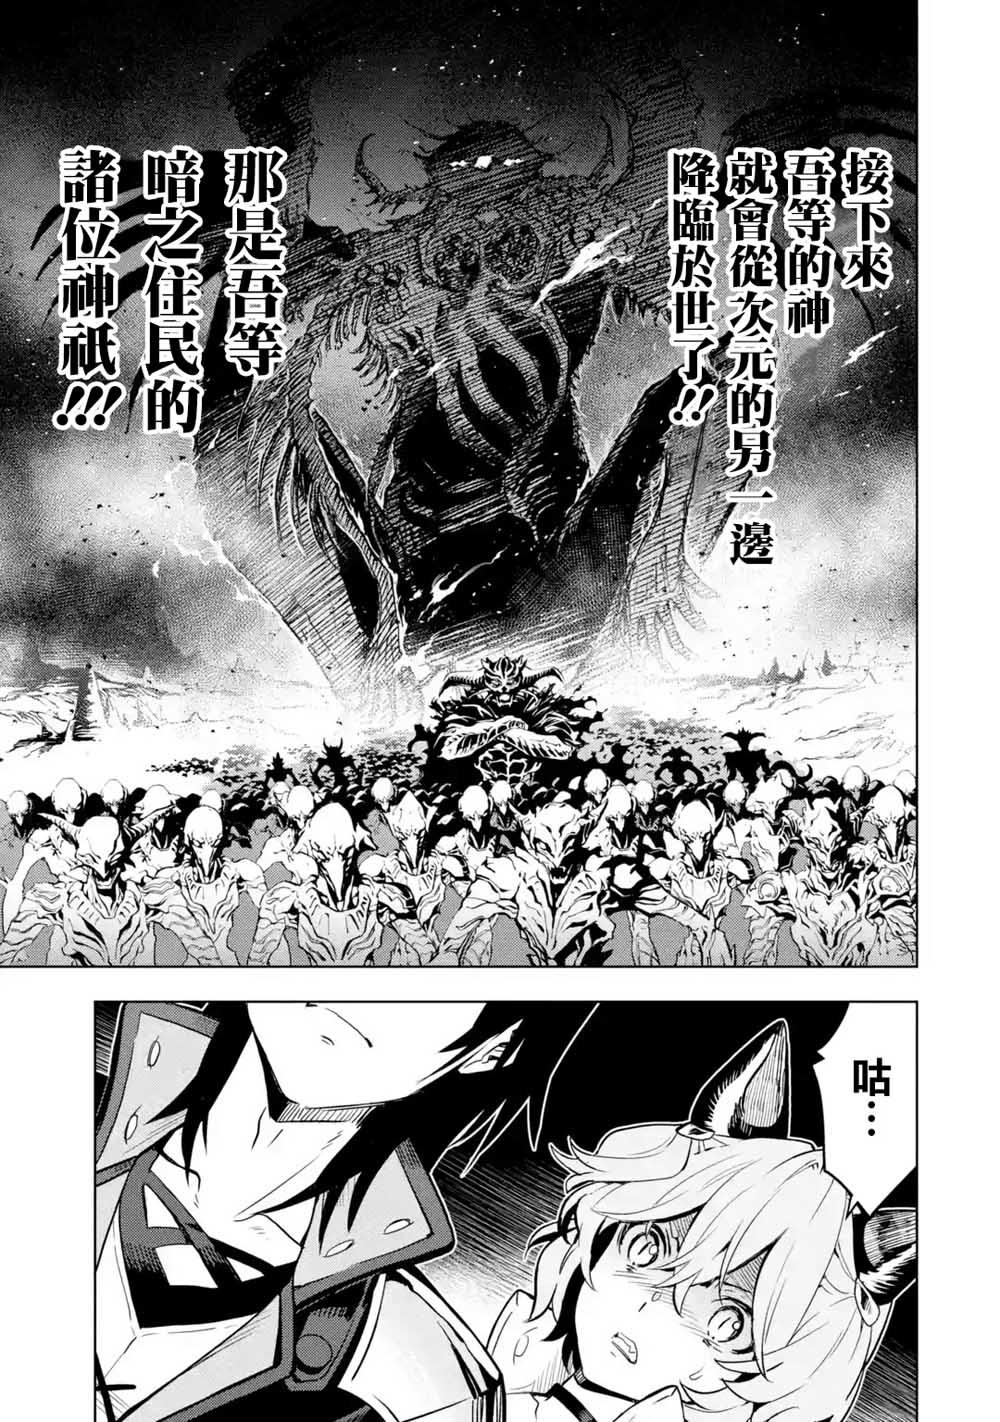 接下來
吾等的神
就會從次元的另一邊
降臨於世了!!
那是吾等
暗之住民的
諸位神祇!!!
咕…